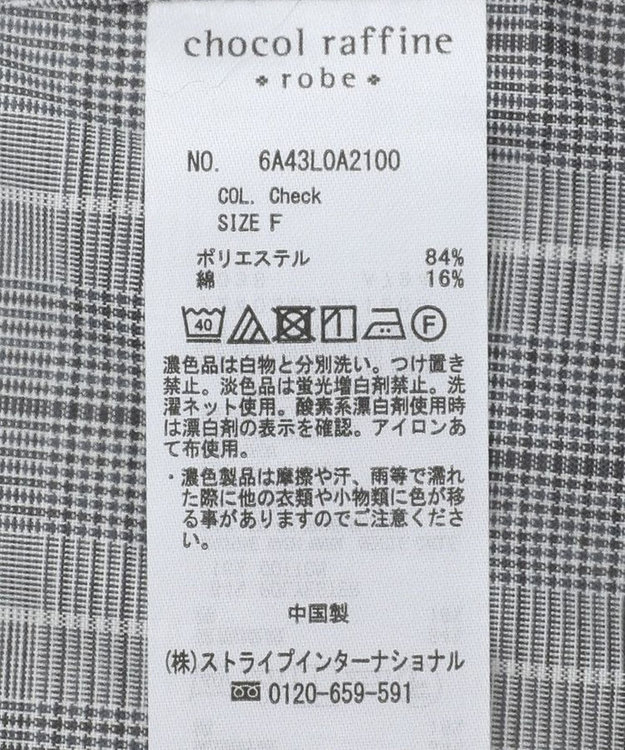 chocol raffine
robe
NO. 6A43L0A2100
COL. Check
SIZE F
ポリエステル 84%
綿 16%
40 F
濃色品は白物と分別洗い。つけ置き
禁止。淡色品は蛍光増白剤禁止。洗
濯ネット使用。酸素系漂白剤使用時
は漂白剤の表示を確認。アイロンあ
て布使用。
・濃色製品は摩擦や汗、雨等で濡れ
た際に他の衣類や小物類に色が移
る事がありますのでご注意くださ
い。
中国製
(株)ストライプインターナショナル
0120-659-591